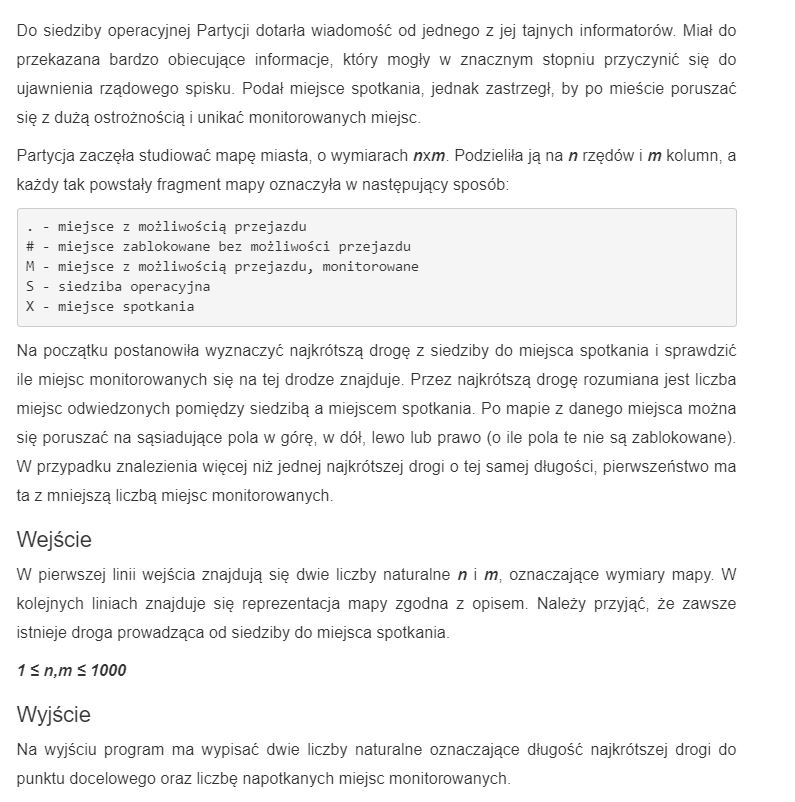 Do siedziby operacyjnej Partycji dotarła wiadomość od jednego z jej tajnych informatorów. Miał do
przekazana bardzo obiecujące informacje, który mogły w znacznym stopniu przyczynić się do
ujawnienia rządowego spisku. Podał miejsce spotkania, jednak zastrzegł, by po mieście poruszać
się z dużą ostrożnością i unikać monitorowanych miejsc.
Partycja zaczęła studiować mapę miasta, o wymiarach nxm. Podzieliła ją na n rzędów i m kolumn, a
każdy tak powstały fragment mapy oznaczyła w następujący sposób:
. - miejsce z możliwością przejazdu
# - miejsce zablokowane bez możliwości przejazdu
M - miejsce z możliwością przejazdu, monitorowane
S - siedziba operacyjna
X - miejsce spotkania
Na początku postanowiła wyznaczyć najkrótszą drogę z siedziby do miejsca spotkania i sprawdzić
ile miejsc monitorowanych się na tej drodze znajduje. Przez najkrótszą drogę rozumiana jest liczba
miejsc odwiedzonych pomiędzy siedzibą a miejscem spotkania. Po mapie z danego miejsca można
się poruszać na sąsiadujące pola w górę, w dół, lewo lub prawo (o ile pola te nie są zablokowane).
W przypadku znalezienia więcej niż jednej najkrótszej drogi o tej samej długości, pierwszeństwo ma
ta z mniejszą liczbą miejsc monitorowanych.
Wejście
W pierwszej linii wejścia znajdują się dwie liczby naturalne n i m, oznaczające wymiary mapy. W
kolejnych liniach znajduje się reprezentacja mapy zgodna z opisem. Należy przyjąć, że zawsze
istnieje droga prowadząca od siedziby do miejsca spotkania.
1 ≤ n,m ≤ 1000
Wyjście
Na wyjściu program ma wypisać dwie liczby naturalne oznaczające długość najkrótszej drogi do
punktu docelowego oraz liczbę napotkanych miejsc monitorowanych.